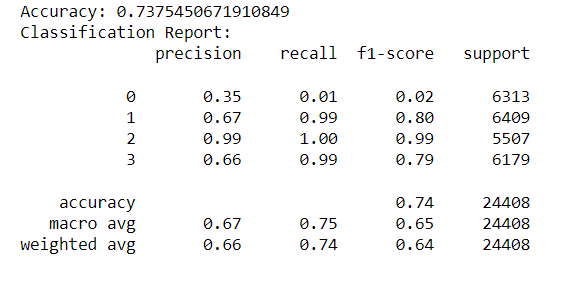 Accuracy: 0.7375450671910849
Classification Report:
precision recall f1-score support
0 0.35 0.01 0.02 6313
1 0.67 0.99 0.80 6409
2 0.99 1.00 0.99 5507
3 0.66 0.99 0.79 6179
accuracy 0.74 24408
macro avg 0.67 0.75 0.65 24408
weighted avg 0.66 0.74 0.64 24408